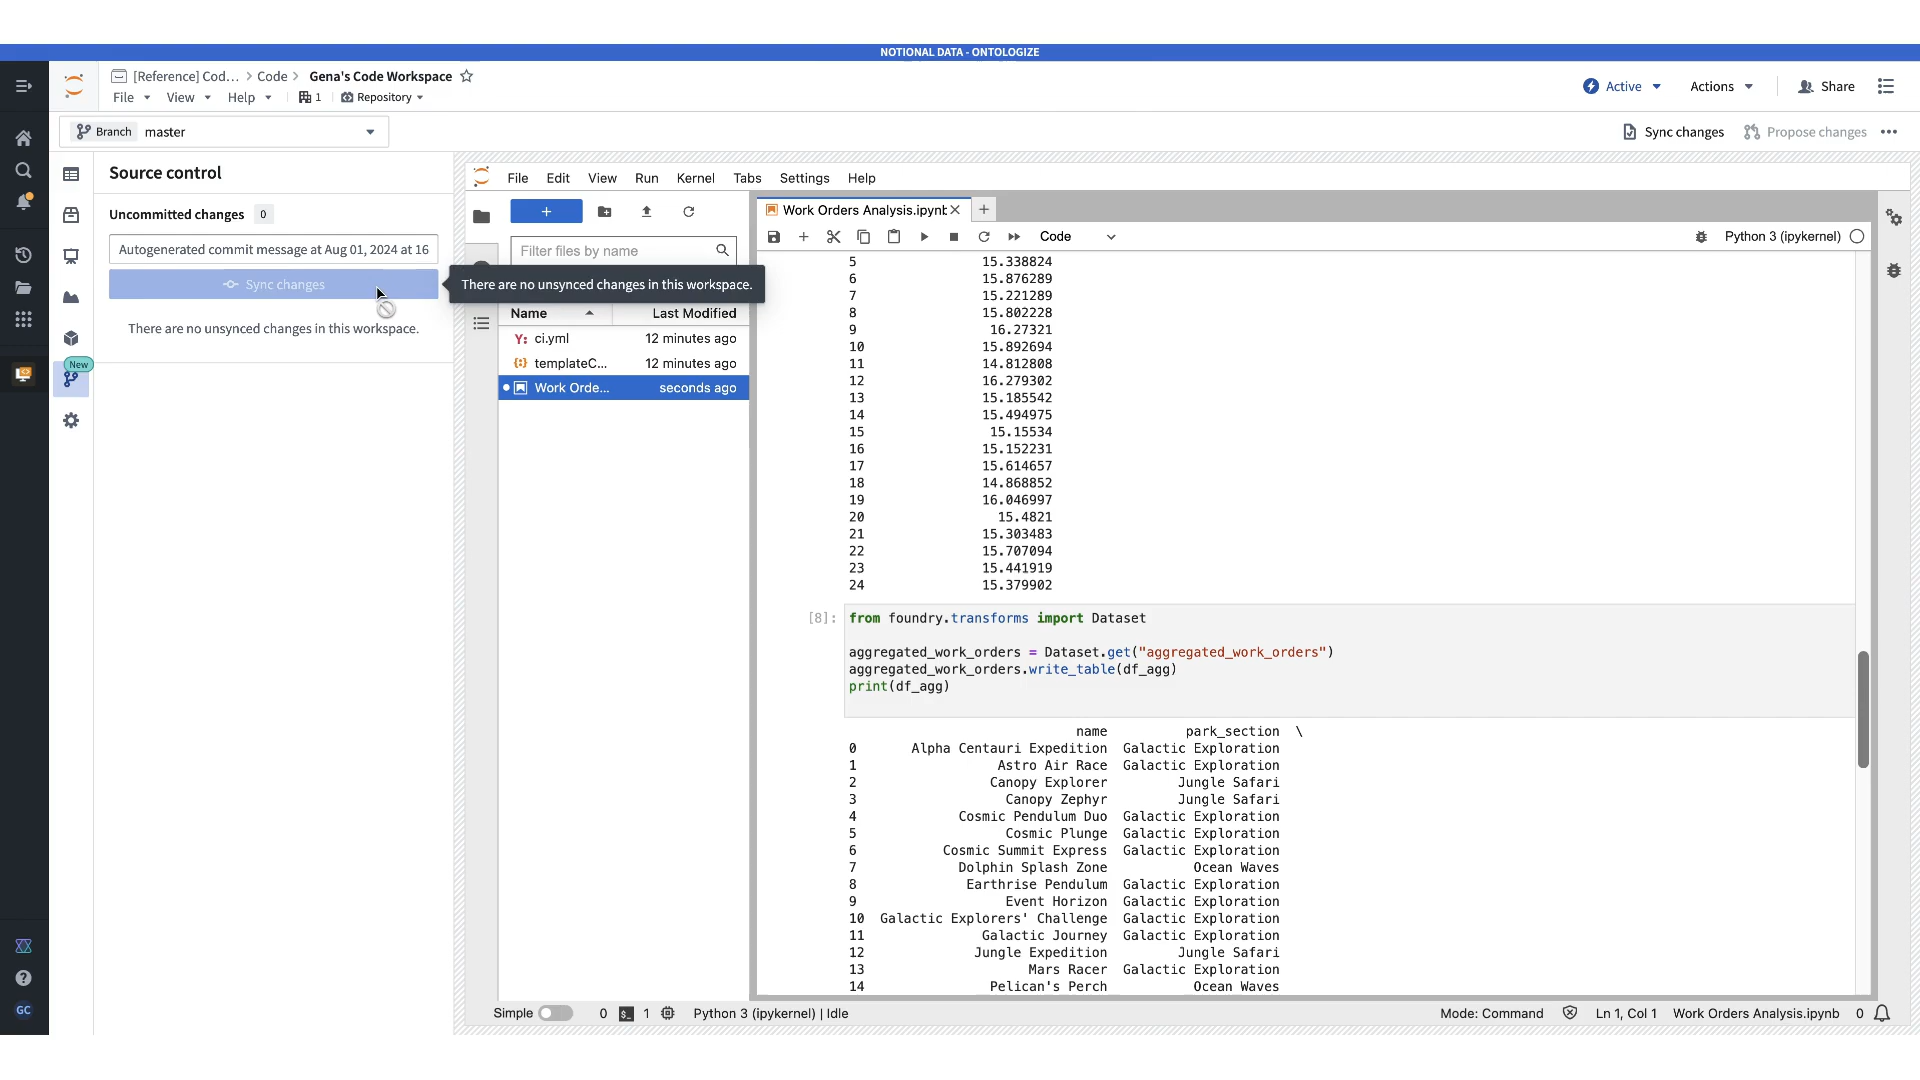 NOTIONAL DATA - ONTOLOGIZE
[Reference] Cod... > Code > Gena's Code Workspace
File View Help 1 Repository
Active Actions Share
Branch master
Sync changes Propose changes
Source control
Uncommitted changes 0
Autogenerated commit message at Aug 01, 2024 at 16
Sync changes
There are no unsynced changes in this workspace.
There are no unsynced changes in this workspace.
New
GC
File Edit View Run Kernel Tabs Settings Help
+
Filter files by name
Name Last Modified
Y: ci.yml 12 minutes ago
templateC... 12 minutes ago
Work Orde... seconds ago
Work Orders Analysis.ipynb
Code
Python 3 (ipykernel)
5 15.338824
6 15.876289
7 15.221289
8 15.802228
9 16.27321
10 15.892694
11 14.812808
12 16.279302
13 15.185542
14 15.494975
15 15.15534
16 15.152231
17 15.614657
18 14.868852
19 16.046997
20 15.4821
21 15.303483
22 15.707094
23 15.441919
24 15.379902
[8]: from foundry.transforms import Dataset
aggregated_work_orders = Dataset.get("aggregated_work_orders")
aggregated_work_orders.write_table(df_agg)
print(df_agg)
name park_section \
0 Alpha Centauri Expedition Galactic Exploration
1 Astro Air Race Galactic Exploration
2 Canopy Explorer Jungle Safari
3 Canopy Zephyr Jungle Safari
4 Cosmic Pendulum Duo Galactic Exploration
5 Cosmic Plunge Galactic Exploration
6 Cosmic Summit Express Galactic Exploration
7 Dolphin Splash Zone Ocean Waves
8 Earthrise Pendulum Galactic Exploration
9 Event Horizon Galactic Exploration
10 Galactic Explorers' Challenge Galactic Exploration
11 Galactic Journey Galactic Exploration
12 Jungle Expedition Jungle Safari
13 Mars Racer Galactic Exploration
14 Pelican's Perch Ocean Waves
Simple 0 $_ 1 Python 3 (ipykernel) | Idle
Mode: Command Ln 1, Col 1 Work Orders Analysis.ipynb 0